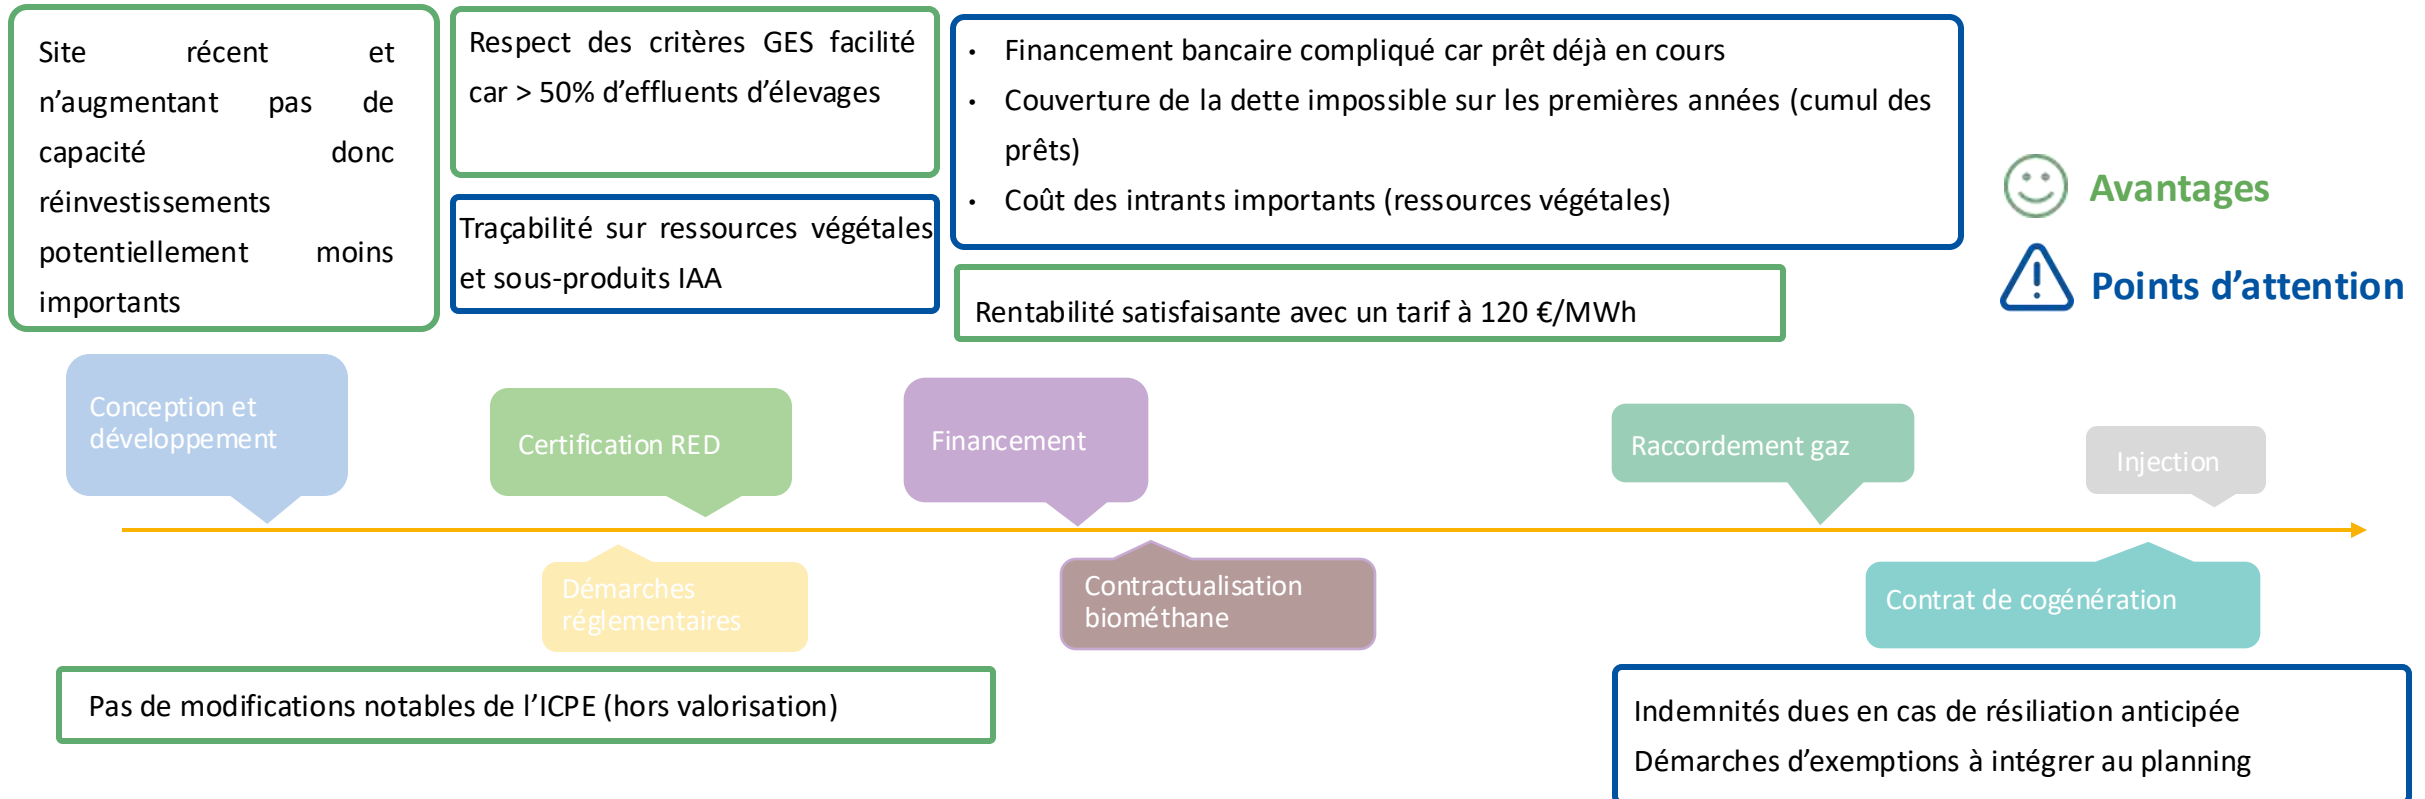 Site récent et
n’augmentant pas de
capacité donc
réinvestissements
potentiellement moins
importants
Respect des critères GES facilité
car > 50% d’effluents d’élevages
Traçabilité sur ressources végétales
et sous-produits IAA
• Financement bancaire compliqué car prêt déjà en cours
• Couverture de la dette impossible sur les premières années (cumul des
prêts)
• Coût des intrants importants (ressources végétales)
Rentabilité satisfaisante avec un tarif à 120 €/MWh
Avantages
Points d’attention
Conception et
développement
Certification RED
Financement
Raccordement gaz
Injection
Démarches
réglementaires
Contractualisation
biométhane
Contrat de cogénération
Pas de modifications notables de l’ICPE (hors valorisation)
Indemnités dues en cas de résiliation anticipée
Démarches d’exemptions à intégrer au planning